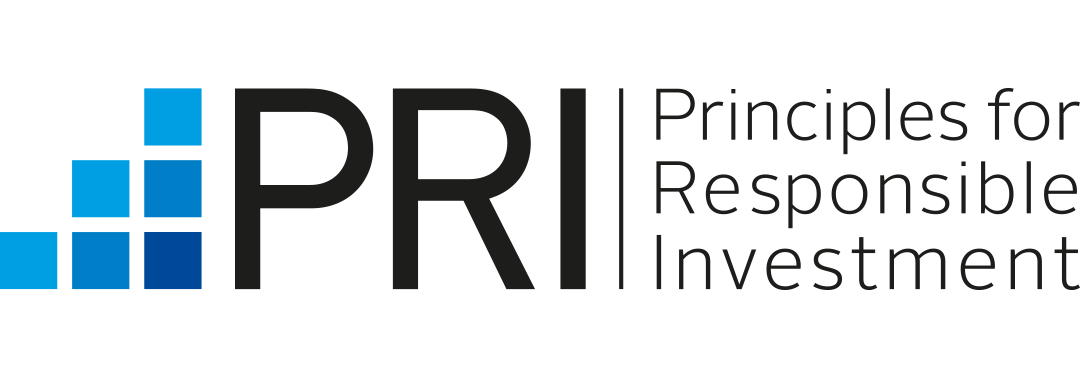 PRI
Principles for
Responsible
Investment